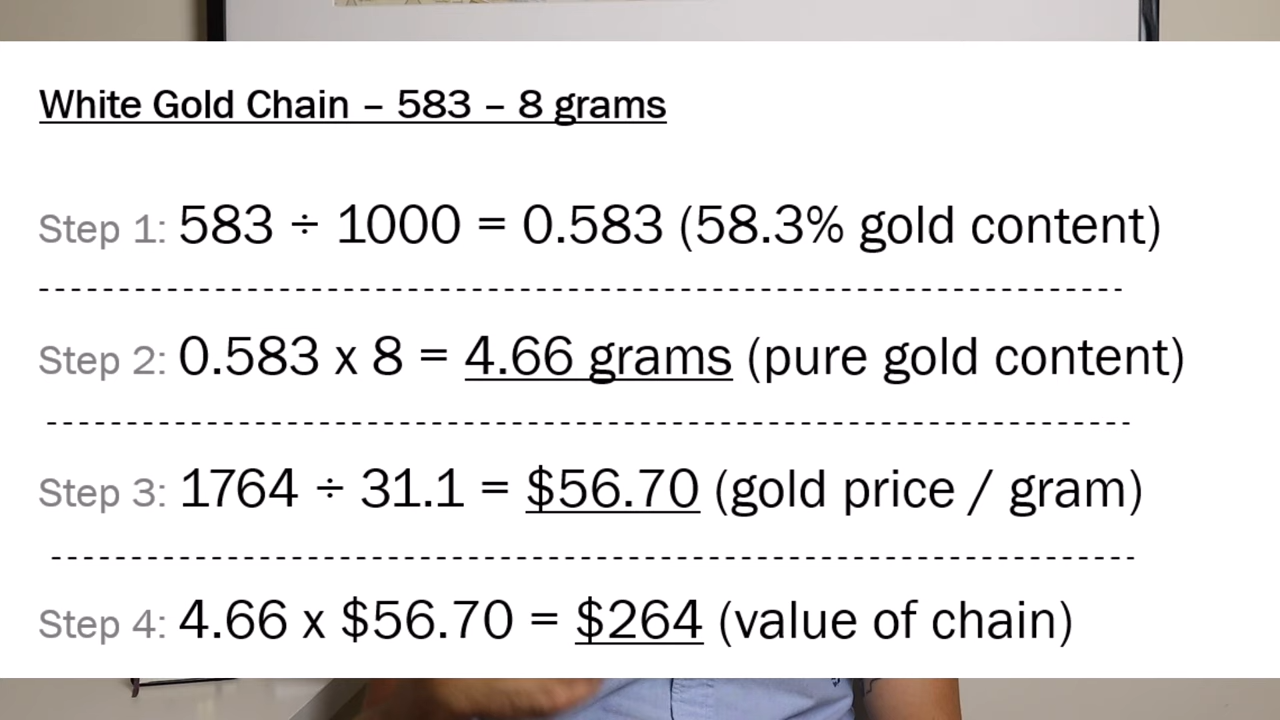 White Gold Chain – 583 – 8 grams
Step 1: 583 ÷ 1000 = 0.583 (58.3% gold content)
Step 2: 0.583 x 8 = 4.66 grams (pure gold content)
Step 3: 1764 ÷ 31.1 = $56.70 (gold price / gram)
Step 4: 4.66 x $56.70 = $264 (value of chain)